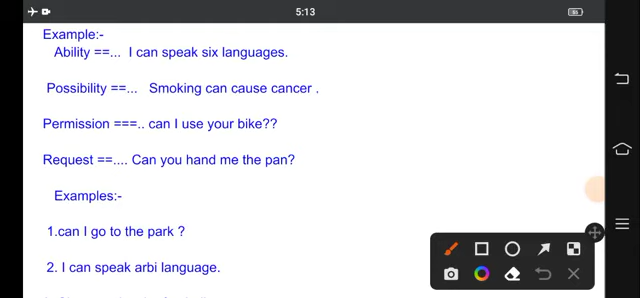 5:13
86
Example:-
Ability ==... I can speak six languages.
Possibility ==... Smoking can cause cancer .
Permission ===.. can I use your bike??
Request ==.... Can you hand me the pan?
Examples:-
1.can I go to the park ?
2. I can speak arbi language.